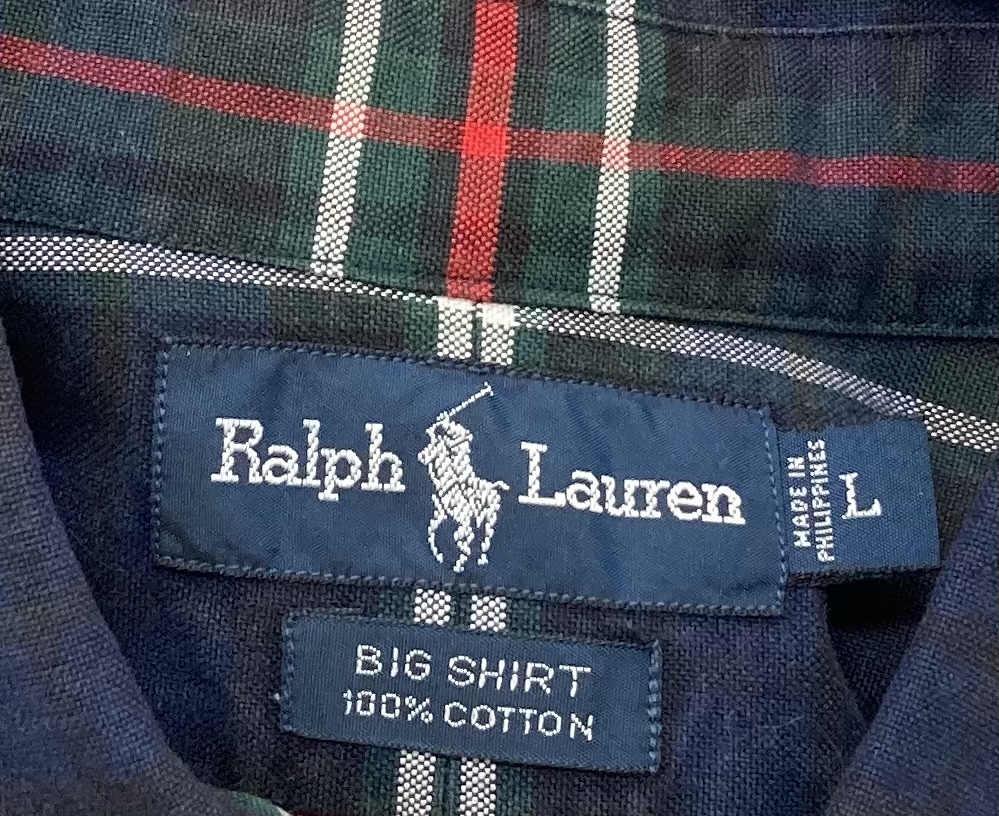 Ralph Lauren
MADE IN
PHILIPPINES
L
BIG SHIRT
100% COTTON